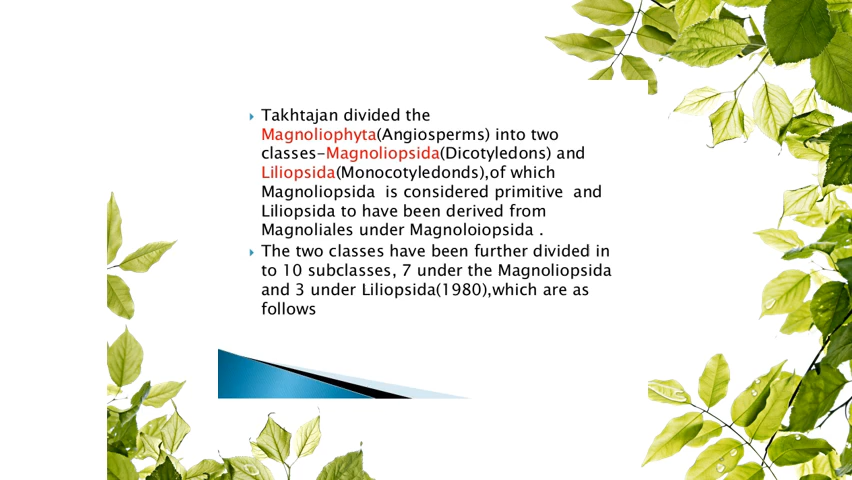 Takhtajan divided the
Magnoliophyta(Angiosperms) into two
classes-Magnoliopsida(Dicotyledons) and
Liliopsida(Monocotyledonds),of which
Magnoliopsida is considered primitive and
Liliopsida to have been derived from
Magnoliales under Magnoloiopsida .
The two classes have been further divided in
to 10 subclasses, 7 under the Magnoliopsida
and 3 under Liliopsida(1980),which are as
follows